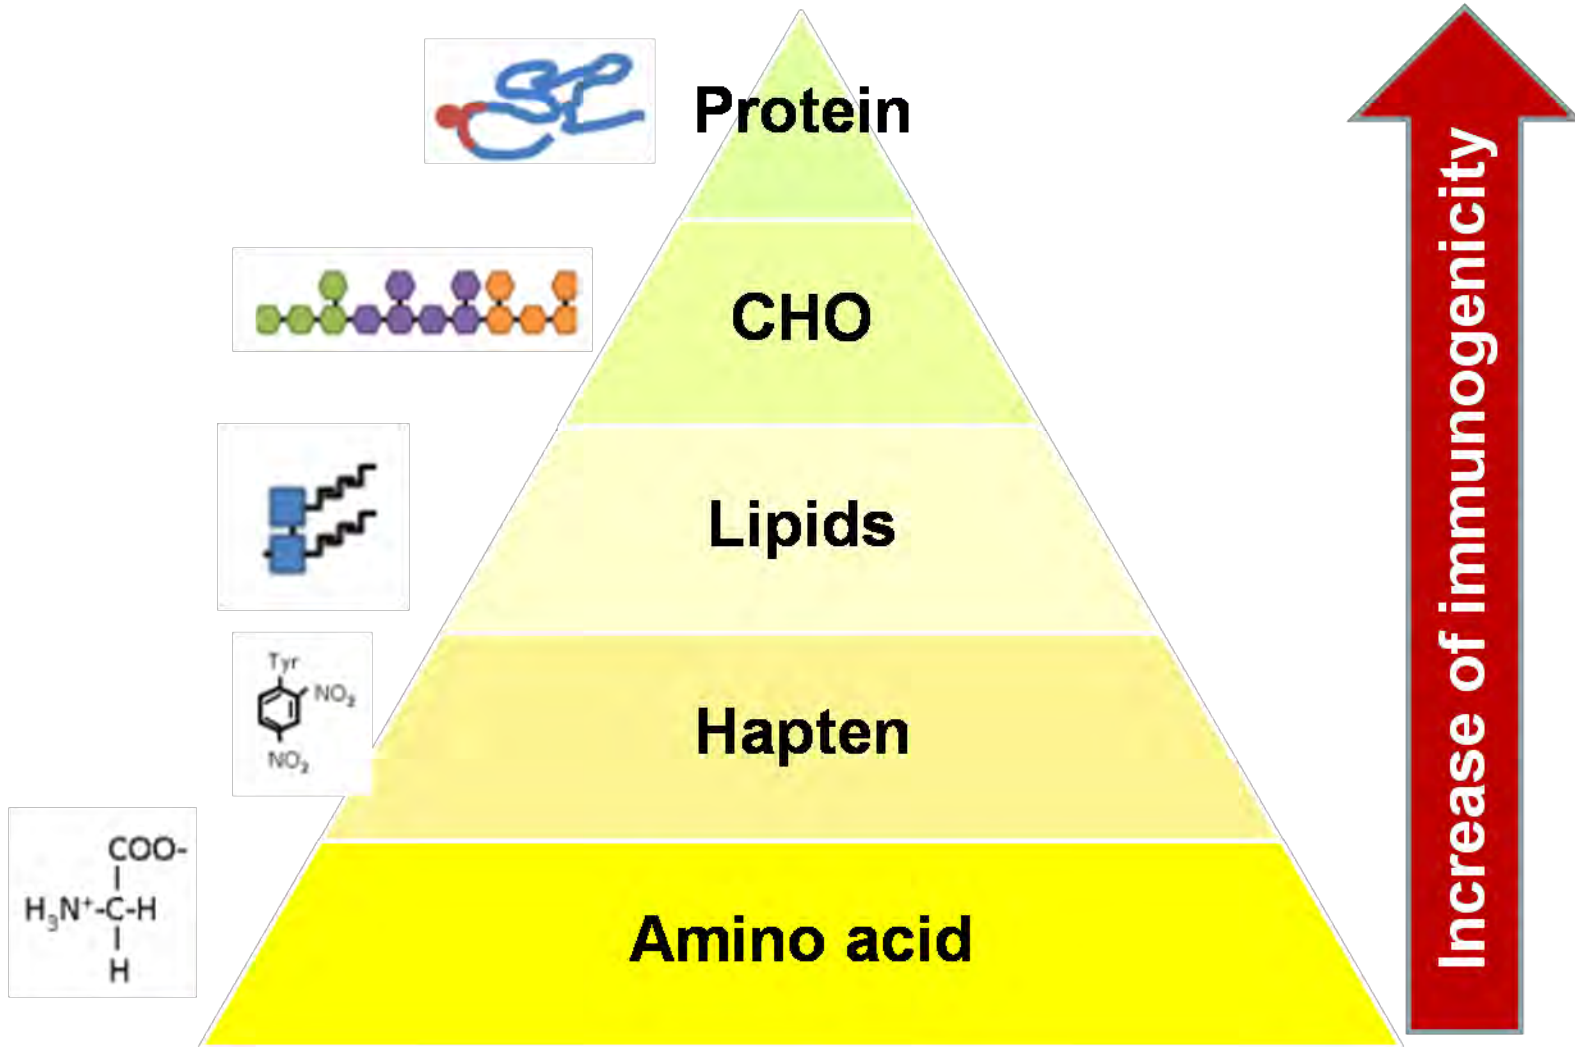 Protein
CHO
Lipids
Tyr
NO₂
NO₂
Hapten
COO-
H₃N⁺-C-H
H
Amino acid
Increase of immunogenicity